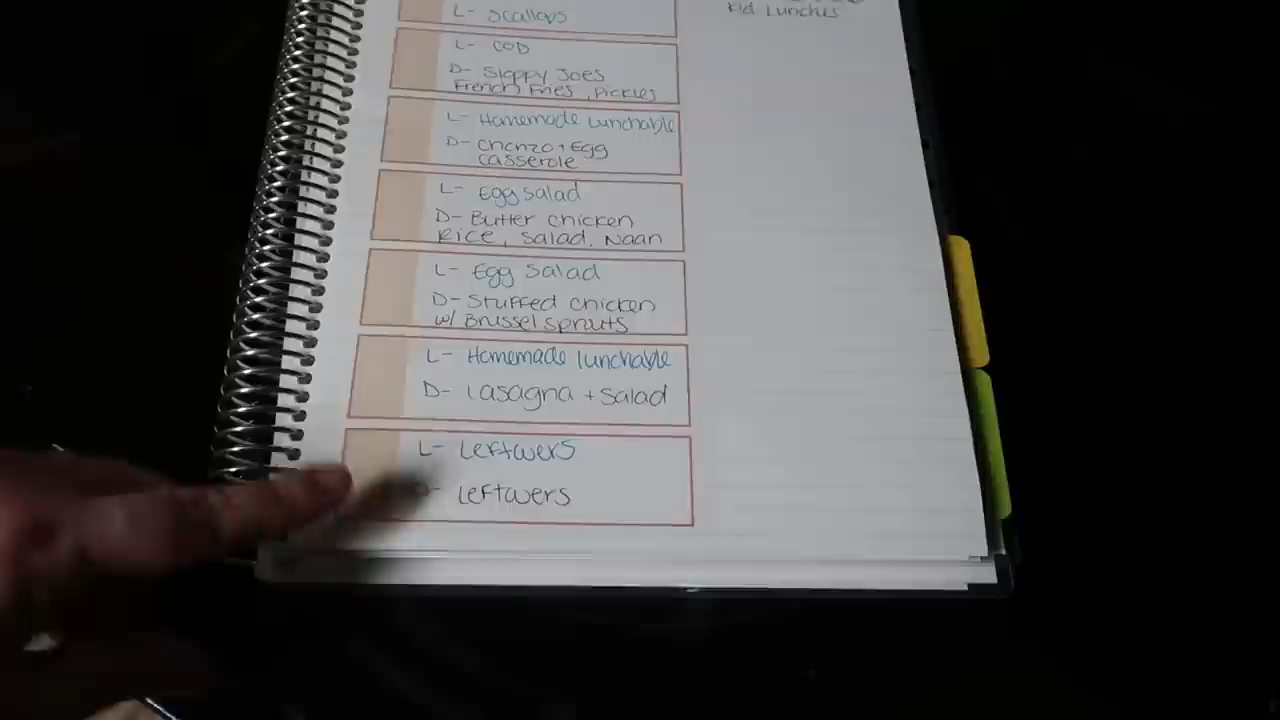 L- Scallops
Kid Lunches
L- COD
D- Sloppy Joes
French Fries, Pickles
L- Homemade Lunchable
D- Chorizo + Egg
casserole
L- Egg salad
D- Butter chicken
Rice, Salad, Naan
L- Egg Salad
D- Stuffed chicken
w/ Brussel sprouts
L- Homemade lunchable
D- Lasagna + Salad
L- Leftovers
Leftovers